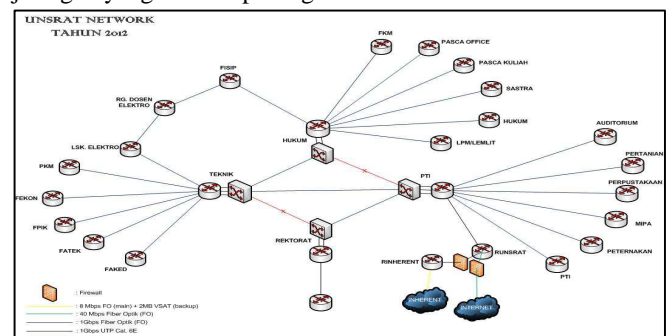 UNSRAT NETWORK
TAHUN 2012
FKM
PASCA OFFICE
PASCA KULIAH
SASTRA
HUKUM
LPM/LEMLIT
HUKUM
FISIP
RG. DOSEN
ELEKTRO
LSK. ELEKTRO
PKM
TEKNIK
FEKON
FPIK
FATEK
FAKED
REKTORAT
PTI
AUDITORIUM
PERTANIAN
PERPUSTAKAAN
MIPA
PETERNAKAN
PTI
RUNSRAT
RINHERENT
INHERENT
INTERNET
: Firewall
: 8 Mbps FO (main) + 2MB VSAT (backup)
: 40 Mbps Fiber Optik (FO)
: 1Gbps Fiber Optik (FO)
: 1Gbps UTP Cat. 6E